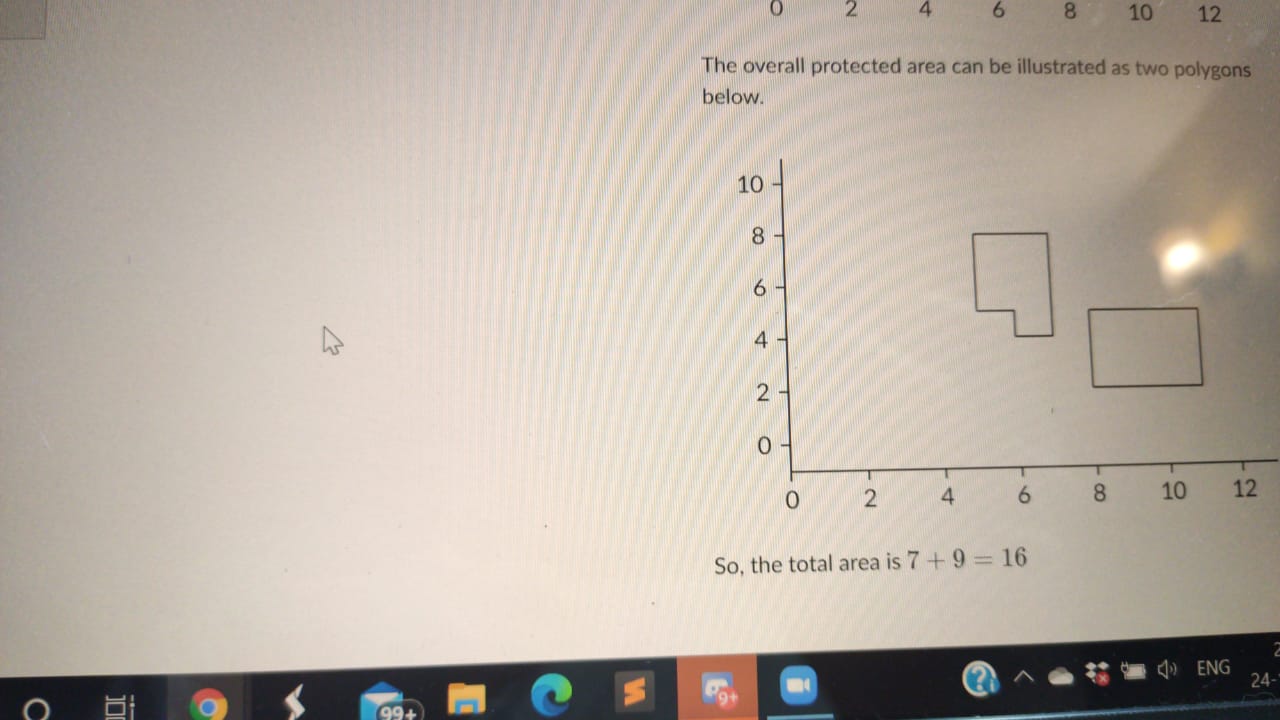 0 2 4 6 8 10 12
The overall protected area can be illustrated as two polygons
below.
10
8
6
4
2
0
0 2 4 6 8 10 12
So, the total area is 7 + 9 = 16
99+
9+
ENG
24-